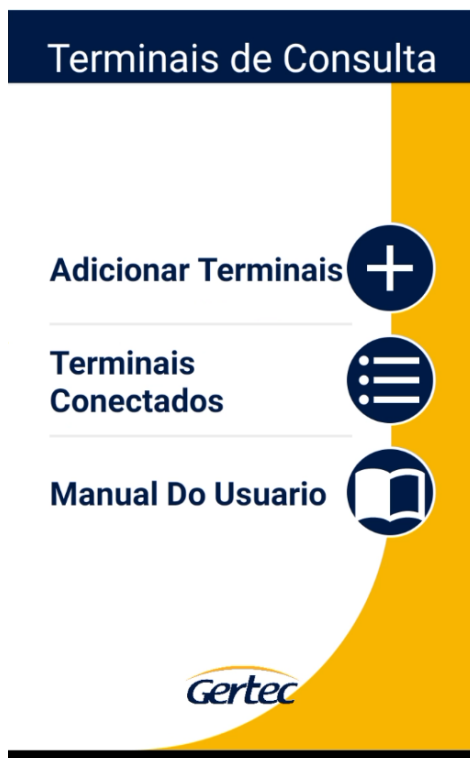 Terminais de Consulta
Adicionar Terminais
Terminais
Conectados
Manual Do Usuario
Gertec